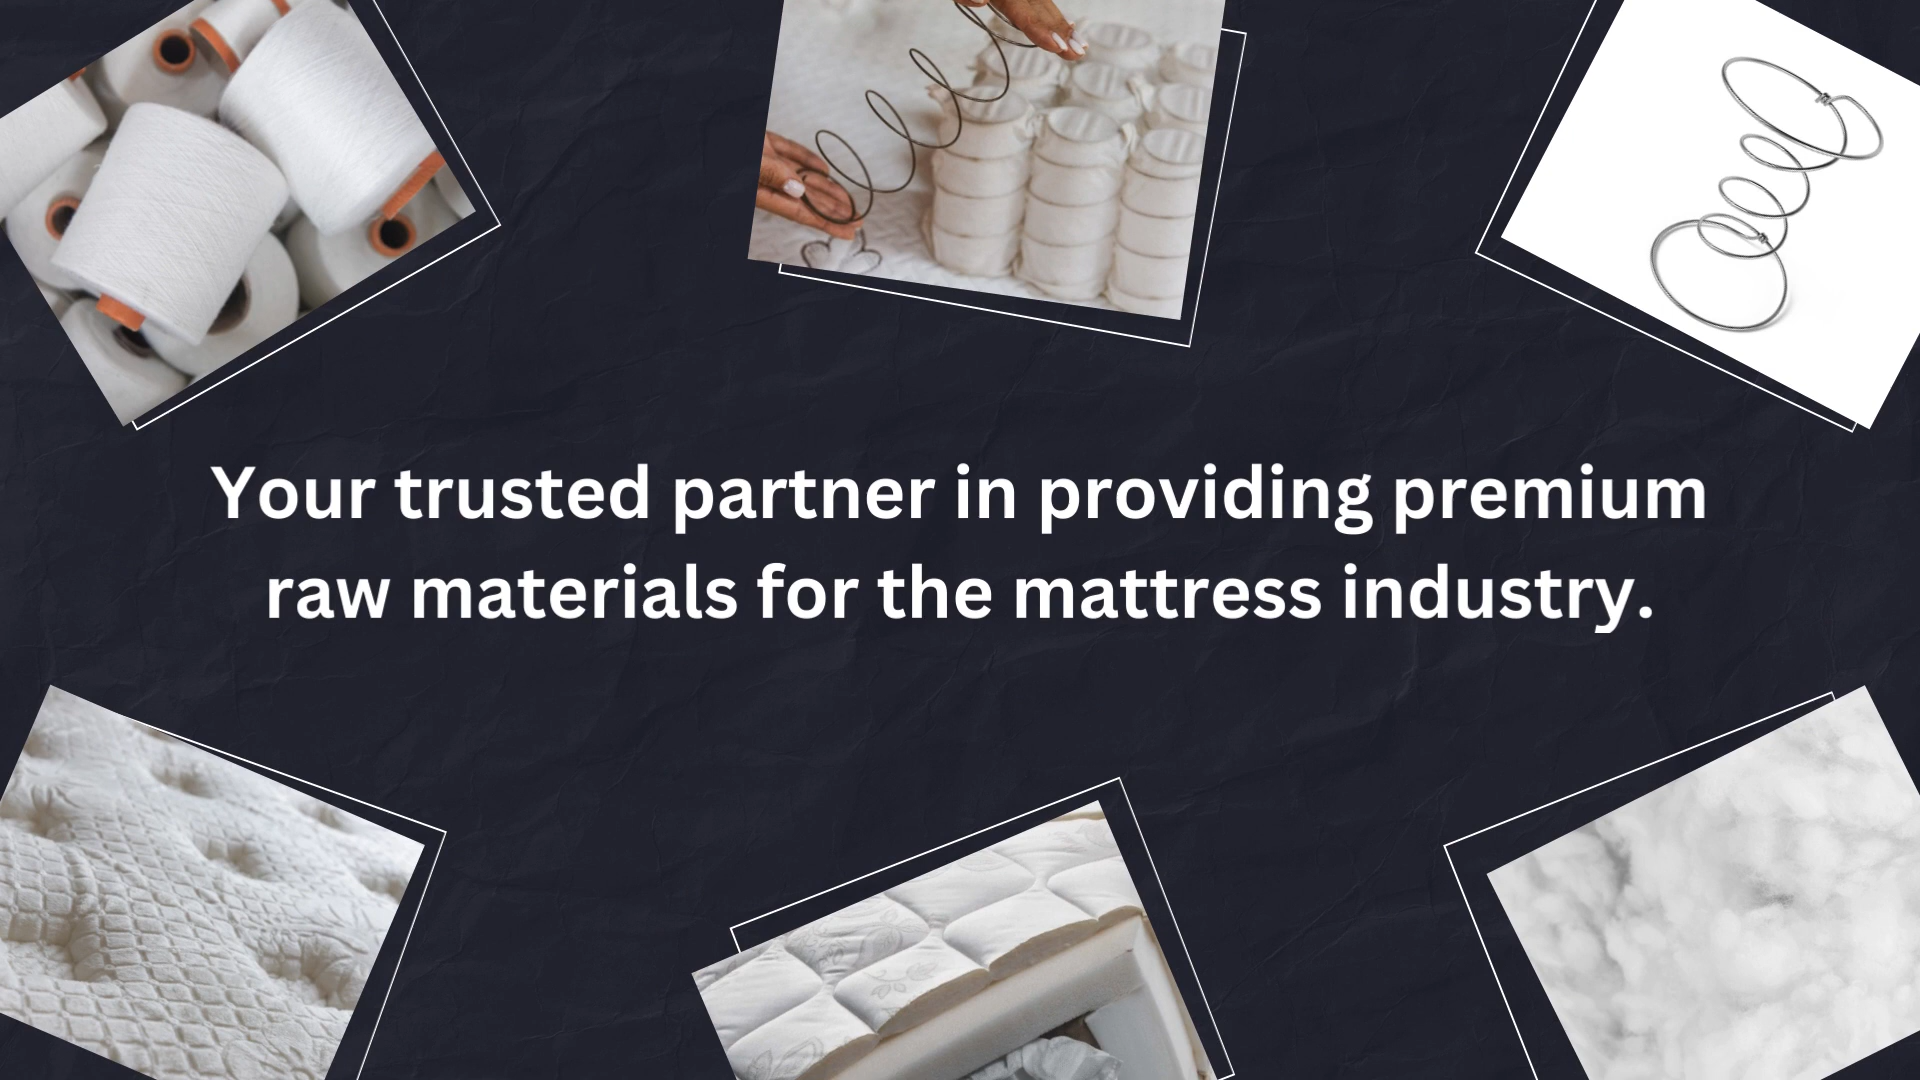 Your trusted partner in providing premium
raw materials for the mattress industry.